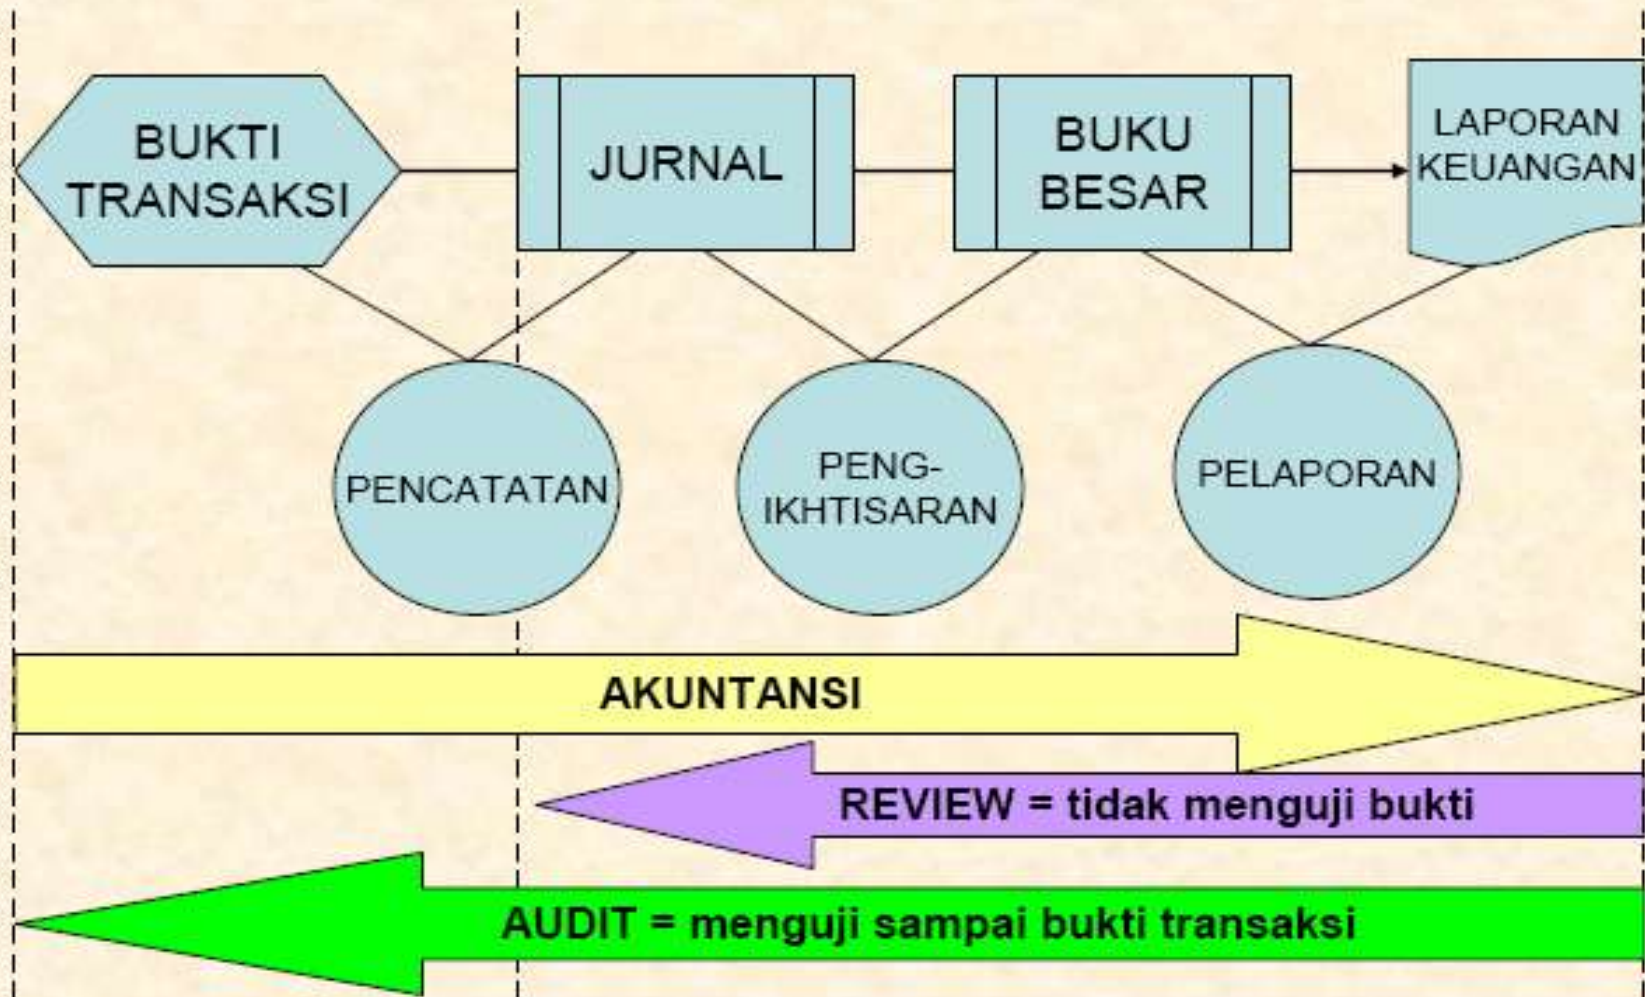 BUKTI
TRANSAKSI
JURNAL
BUKU
BESAR
LAPORAN
KEUANGAN
PENCATATAN
PENG-
IKHTISARAN
PELAPORAN
AKUNTANSI
REVIEW = tidak menguji bukti
AUDIT = menguji sampai bukti transaksi